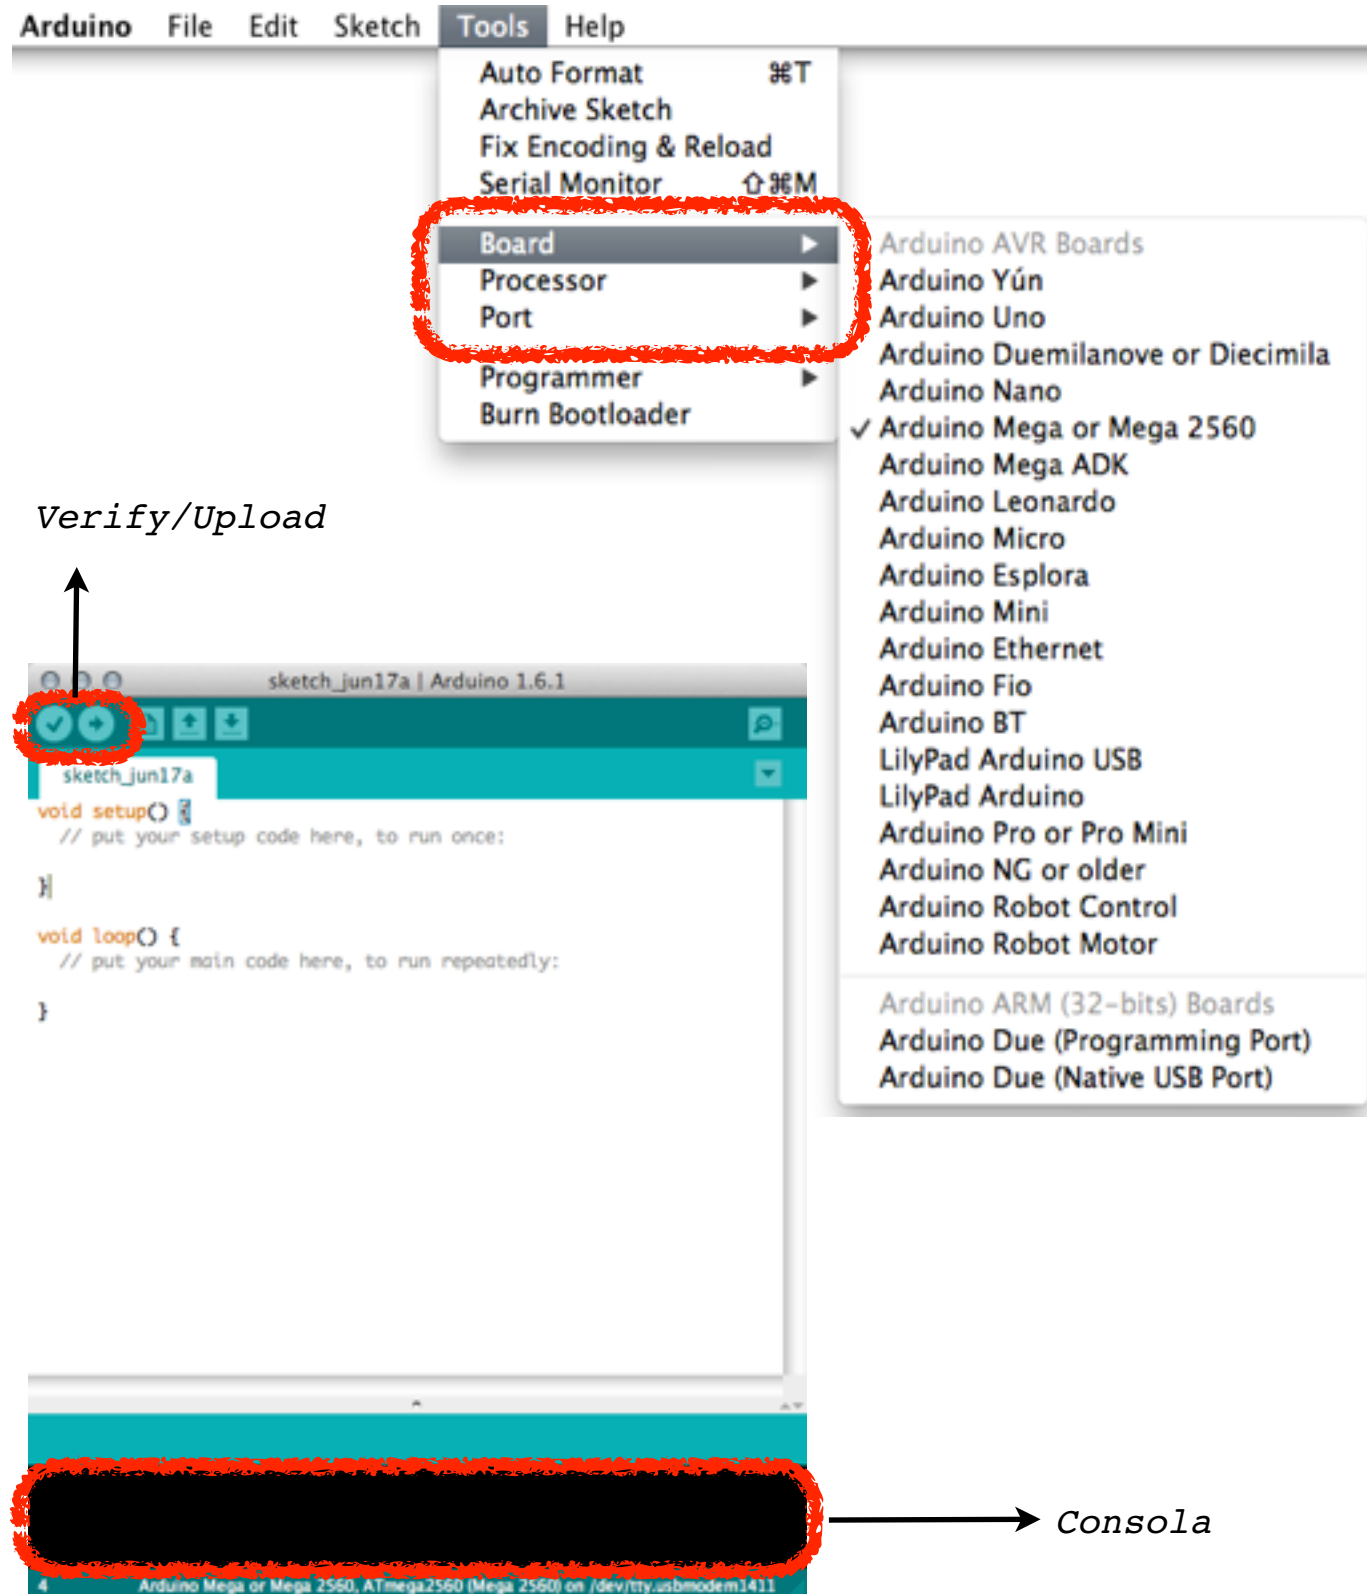 Arduino File Edit Sketch Tools Help
Auto Format ⌘T
Archive Sketch
Fix Encoding & Reload
Serial Monitor ⇧⌘M
Board
Processor
Port
Programmer
Burn Bootloader
Arduino AVR Boards
Arduino Yún
Arduino Uno
Arduino Duemilanove or Diecimila
Arduino Nano
✓ Arduino Mega or Mega 2560
Arduino Mega ADK
Arduino Leonardo
Arduino Micro
Arduino Esplora
Arduino Mini
Arduino Ethernet
Arduino Fio
Arduino BT
LilyPad Arduino USB
LilyPad Arduino
Arduino Pro or Pro Mini
Arduino NG or older
Arduino Robot Control
Arduino Robot Motor
Arduino ARM (32-bits) Boards
Arduino Due (Programming Port)
Arduino Due (Native USB Port)
Verify/Upload
sketch_jun17a | Arduino 1.6.1
sketch_jun17a
void setup() {
// put your setup code here, to run once:
}
void loop() {
// put your main code here, to run repeatedly:
}
Consola
4 Arduino Mega or Mega 2560, ATmega2560 (Mega 2560) on /dev/tty.usbmodem1411